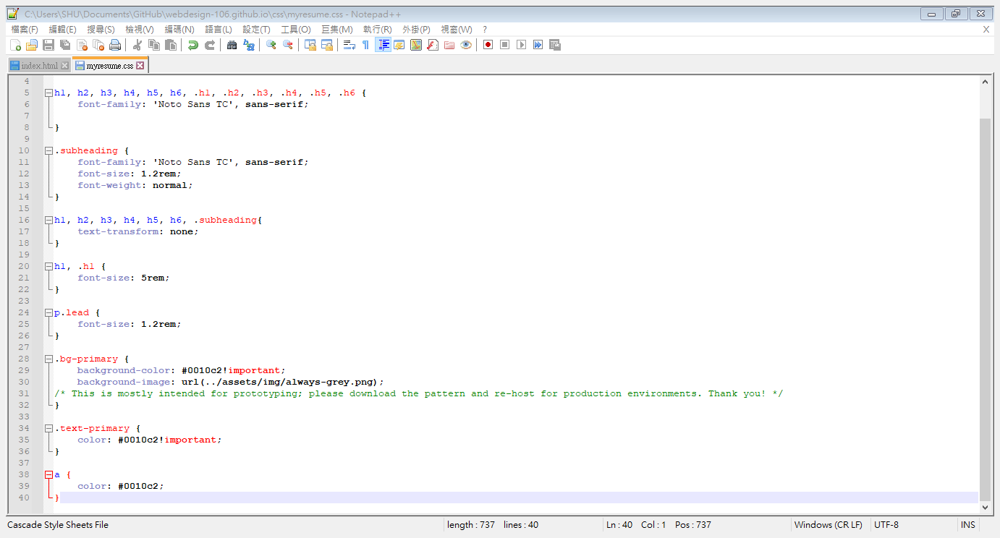 C:\Users\SHU\Documents\GitHub\webdesign-106.github.io\css\myresume.css - Notepad++
檔案(F) 編輯(E) 搜尋(S) 檢視(V) 編碼(N) 語言(L) 設定(T) 工具(O) 巨集(M) 執行(R) 外掛(P) 視窗(W) ? X
index.html myresume.css
4
5 h1, h2, h3, h4, h5, h6, .h1, .h2, .h3, .h4, .h5, .h6 {
6 font-family: 'Noto Sans TC', sans-serif;
7
8 }
9
10 .subheading {
11 font-family: 'Noto Sans TC', sans-serif;
12 font-size: 1.2rem;
13 font-weight: normal;
14 }
15
16 h1, h2, h3, h4, h5, h6, .subheading{
17 text-transform: none;
18 }
19
20 h1, .h1 {
21 font-size: 5rem;
22 }
23
24 p.lead {
25 font-size: 1.2rem;
26 }
27
28 .bg-primary {
29 background-color: #0010c2!important;
30 background-image: url(../assets/img/always-grey.png);
31 /* This is mostly intended for prototyping; please download the pattern and re-host for production environments. Thank you! */
32 }
33
34 .text-primary {
35 color: #0010c2!important;
36 }
37
38 a {
39 color: #0010c2;
40 }
Cascade Style Sheets File length : 737 lines : 40 Ln : 40 Col : 1 Pos : 737 Windows (CR LF) UTF-8 INS